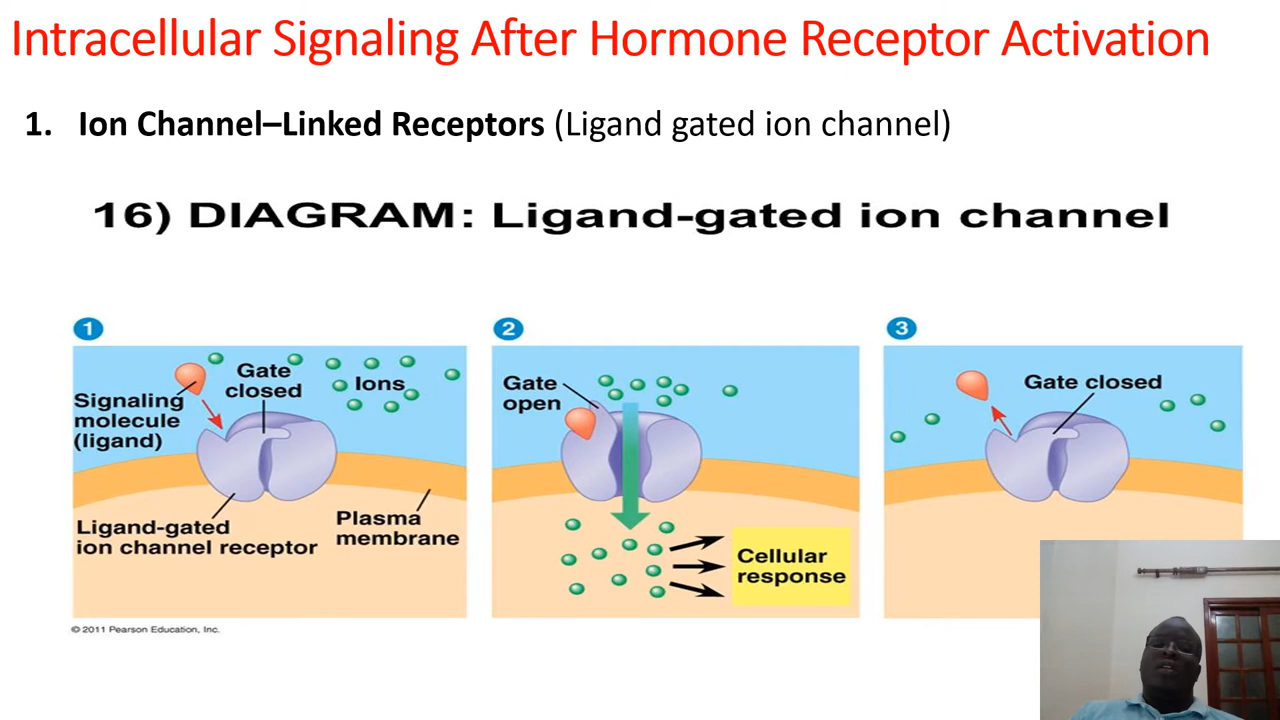 Intracellular Signaling After Hormone Receptor Activation
1. Ion Channel–Linked Receptors (Ligand gated ion channel)
16) DIAGRAM: Ligand-gated ion channel
1
Signaling
molecule
(ligand)
Gate
closed
Ions
Ligand-gated
ion channel receptor
Plasma
membrane
2
Gate
open
Cellular
response
3
Gate closed
© 2011 Pearson Education, Inc.